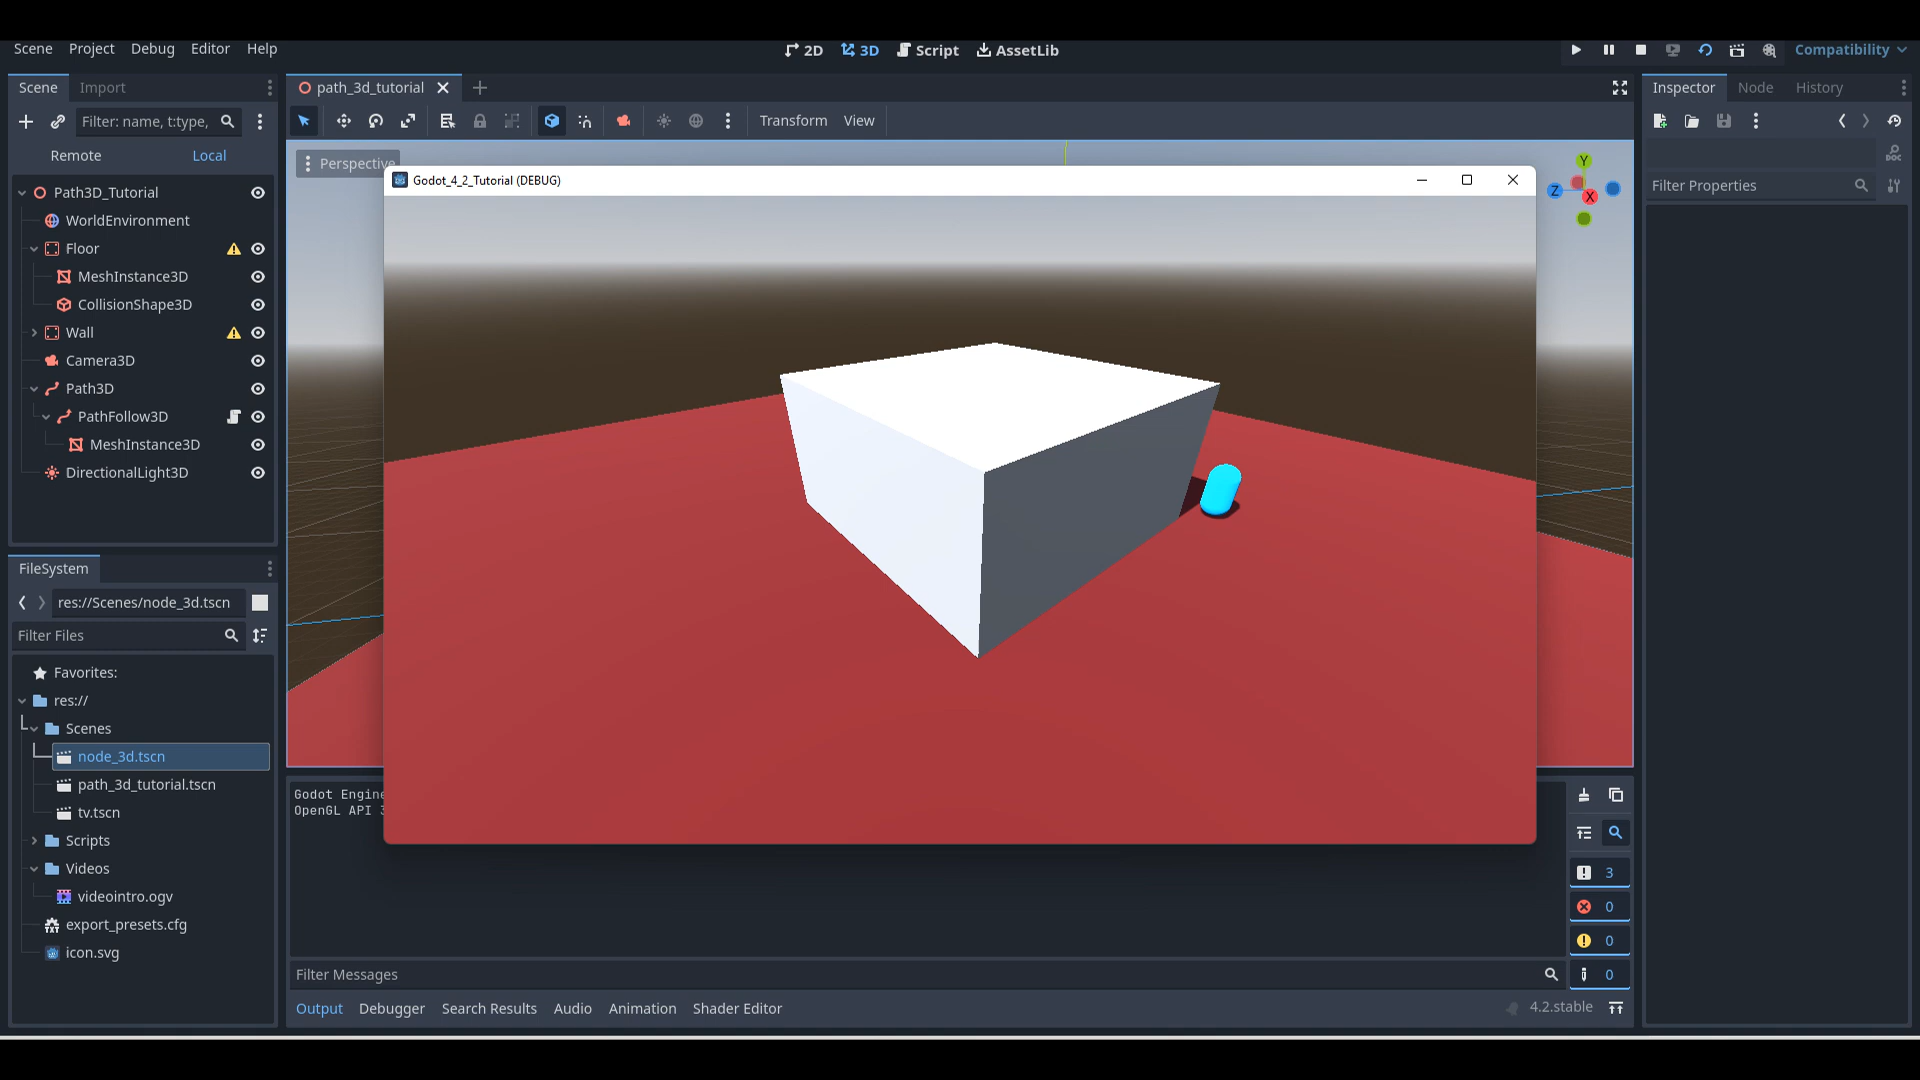 Scene Project Debug Editor Help
2D 3D Script AssetLib
Compatibility
Scene Import
path_3d_tutorial
Inspector Node History
Filter: name, t:type,
Transform View
Remote Local
Perspective
Godot_4_2_Tutorial (DEBUG)
Y
Z
X
Filter Properties
Path3D_Tutorial
WorldEnvironment
Floor
MeshInstance3D
CollisionShape3D
Wall
Camera3D
Path3D
PathFollow3D
MeshInstance3D
DirectionalLight3D
FileSystem
res://Scenes/node_3d.tscn
Filter Files
Favorites:
res://
Scenes
node_3d.tscn
path_3d_tutorial.tscn
tv.tscn
Scripts
Videos
videointro.ogv
export_presets.cfg
icon.svg
Godot Engine
OpenGL API 3
3
0
0
0
Filter Messages
Output Debugger Search Results Audio Animation Shader Editor
4.2.stable